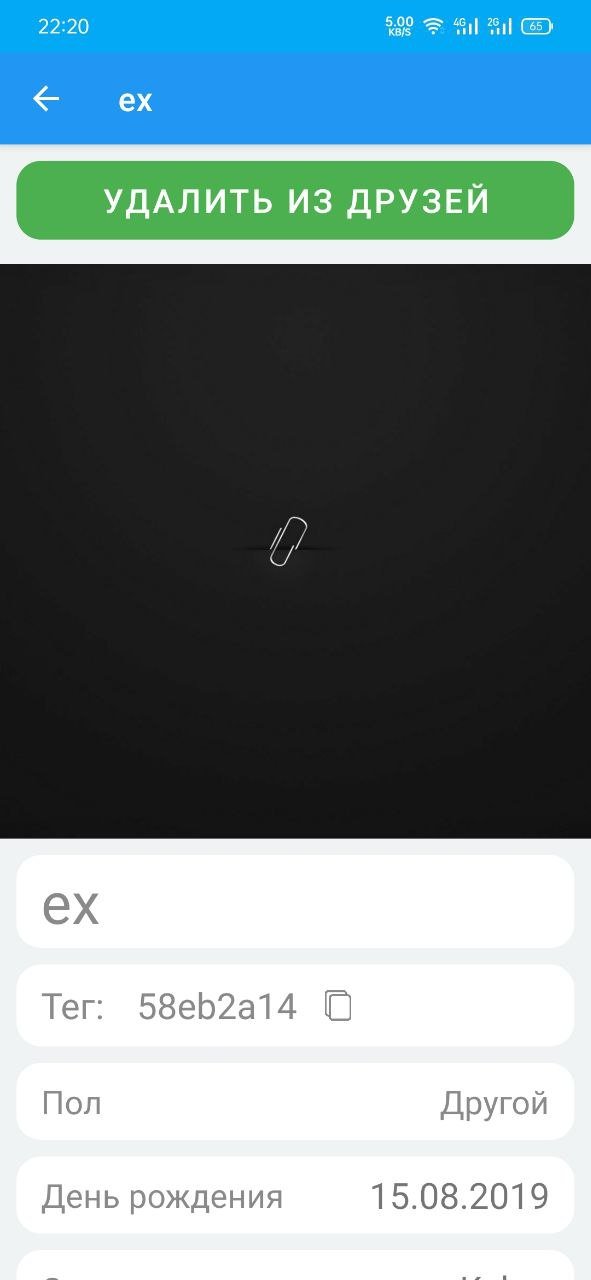 22:20 5.00 KB/S 4G 2G 65
ex
УДАЛИТЬ ИЗ ДРУЗЕЙ
ex
Тег: 58eb2a14
Пол Другой
День рождения 15.08.2019